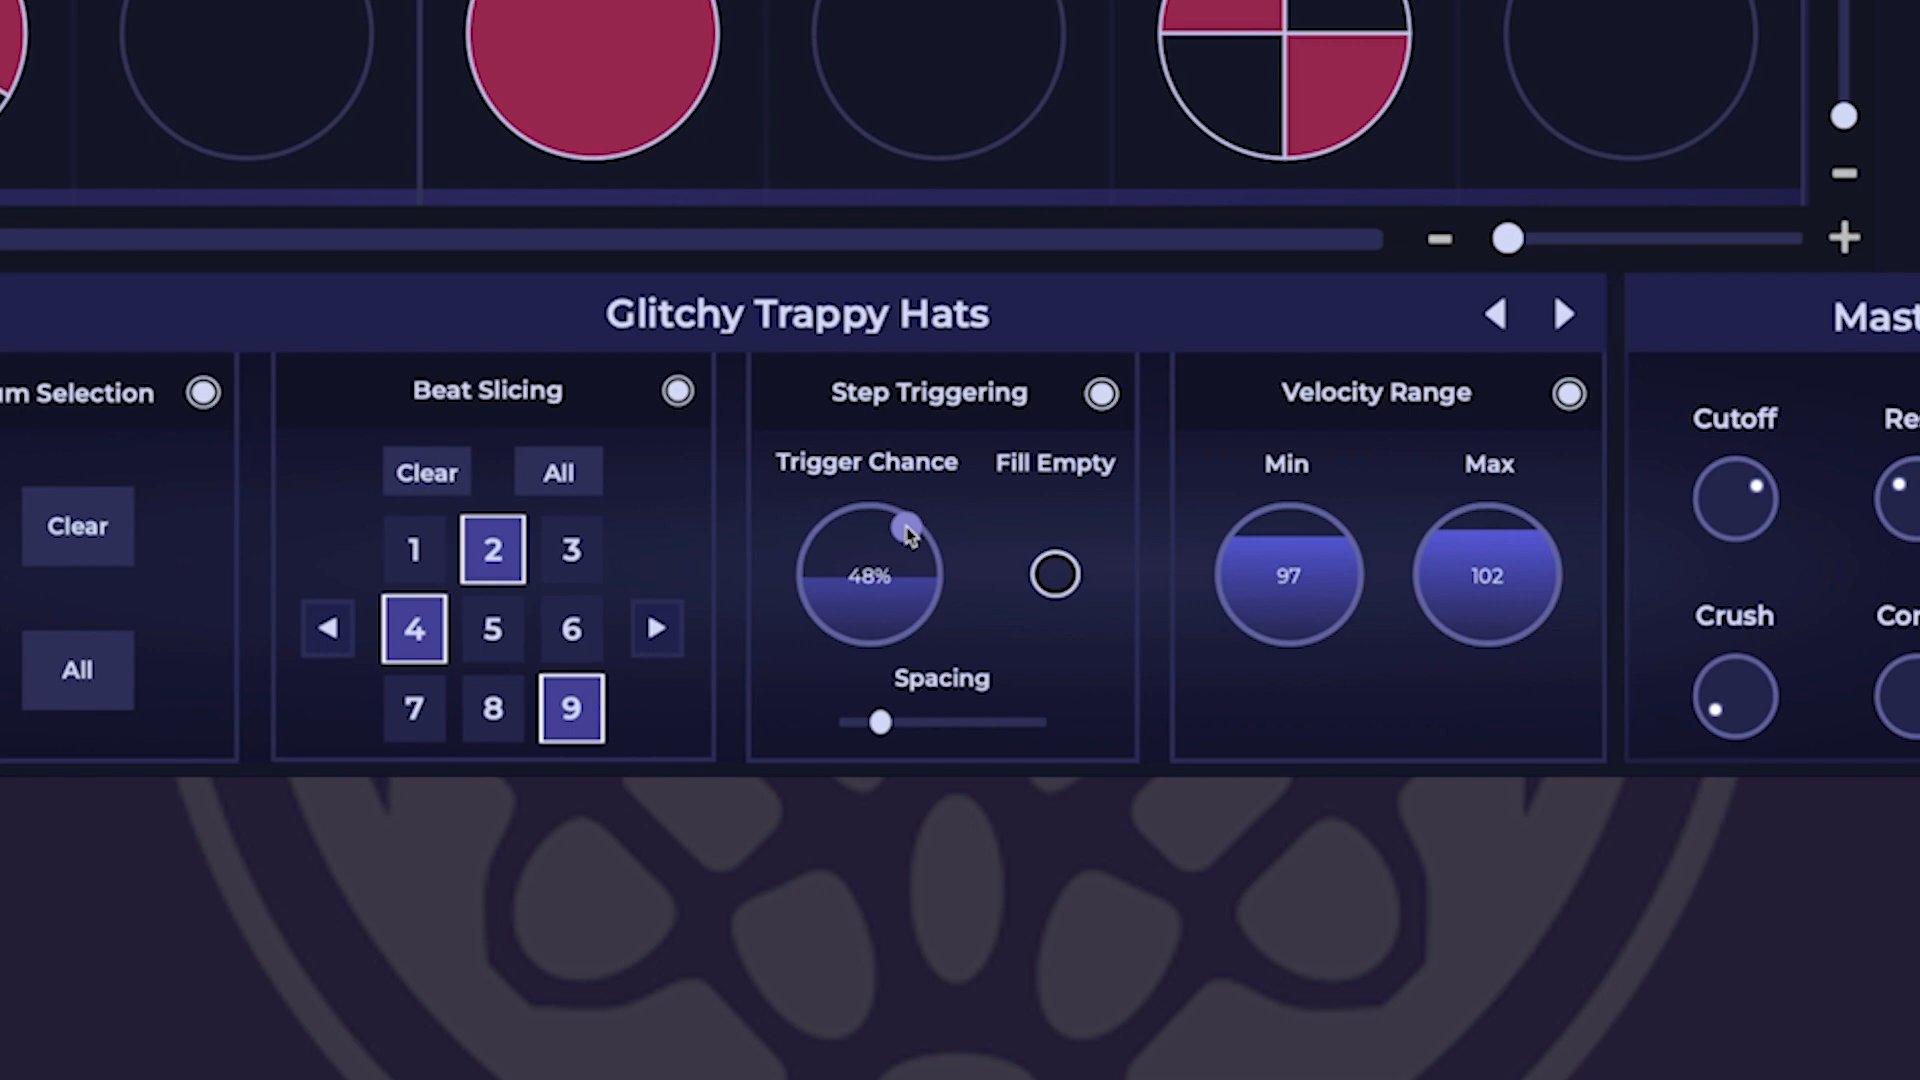 Glitchy Trappy Hats
Mast
um Selection
Beat Slicing
Step Triggering
Velocity Range
Clear
All
Clear
All
1 2 3
4 5 6
7 8 9
Trigger Chance
Fill Empty
48%
Spacing
Min
Max
97
102
Cutoff
Re
Crush
Cor